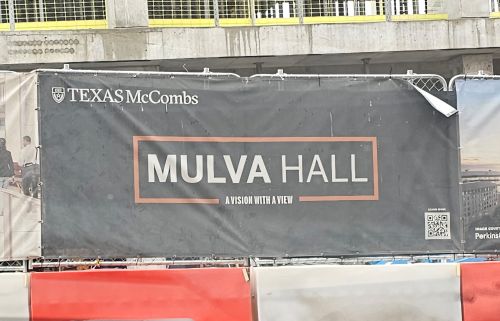 TEXAS McCombs
MULVA HALL
A VISION WITH A VIEW
Perkins